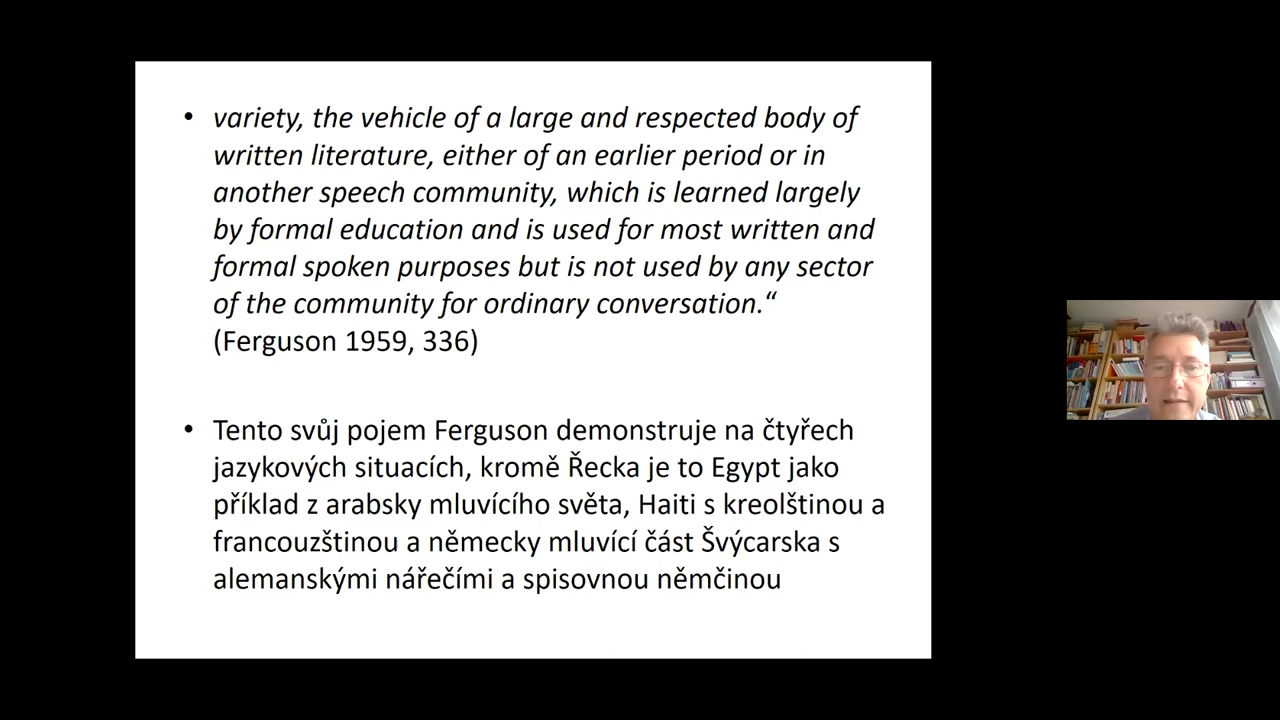 • variety, the vehicle of a large and respected body of
written literature, either of an earlier period or in
another speech community, which is learned largely
by formal education and is used for most written and
formal spoken purposes but is not used by any sector
of the community for ordinary conversation.“
(Ferguson 1959, 336)
• Tento svůj pojem Ferguson demonstruje na čtyřech
jazykových situacích, kromě Řecka je to Egypt jako
příklad z arabsky mluvícího světa, Haiti s kreolštinou a
francouzštinou a německy mluvící část Švýcarska s
alemanskými nářečími a spisovnou němčinou